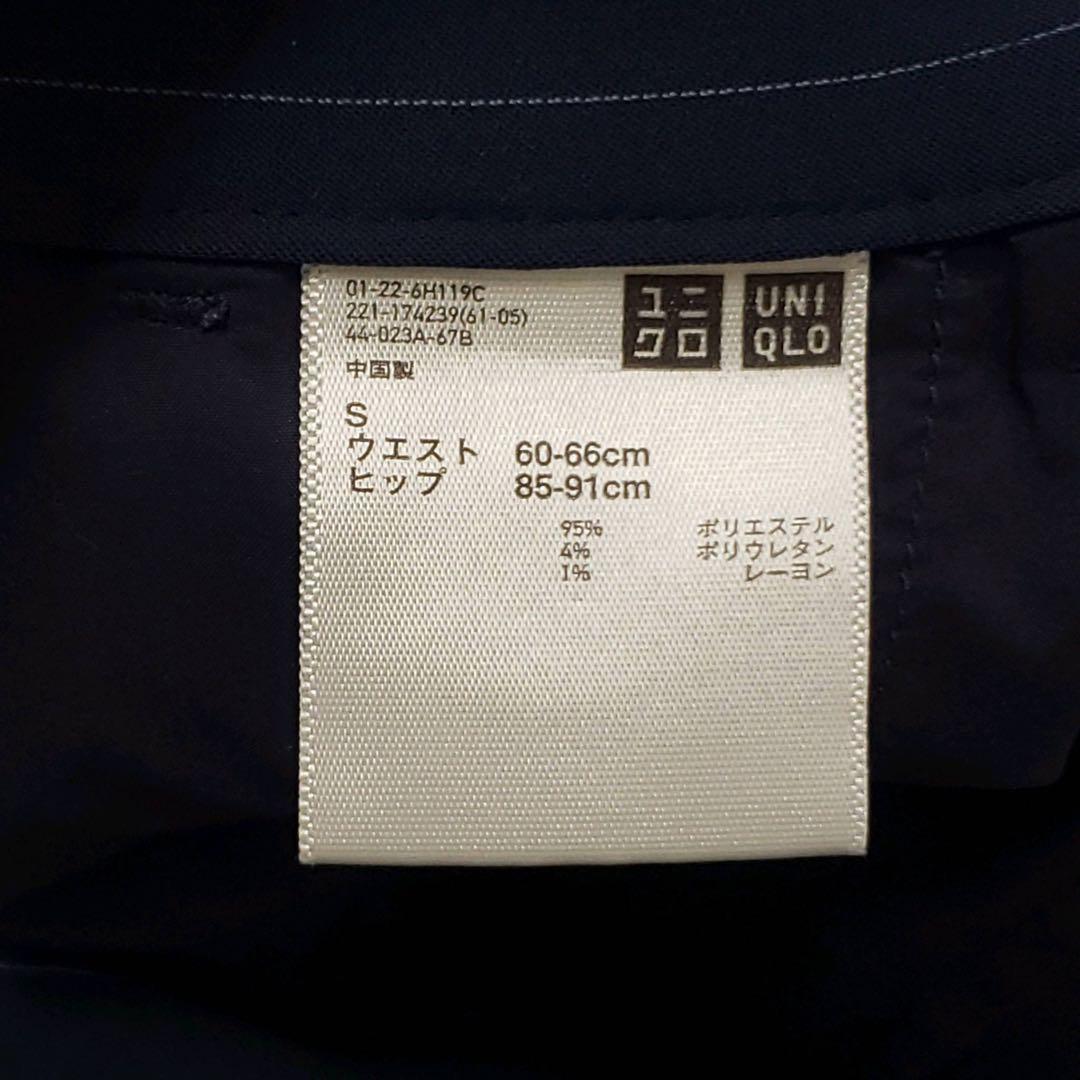 01-22-6H119C
221-174239(61-05)
44-023A-67B
中国製
ユニ
クロ
UNI
QLO
S
ウエスト 60-66cm
ヒップ 85-91cm
95% ポリエステル
4% ポリウレタン
1% レーヨン